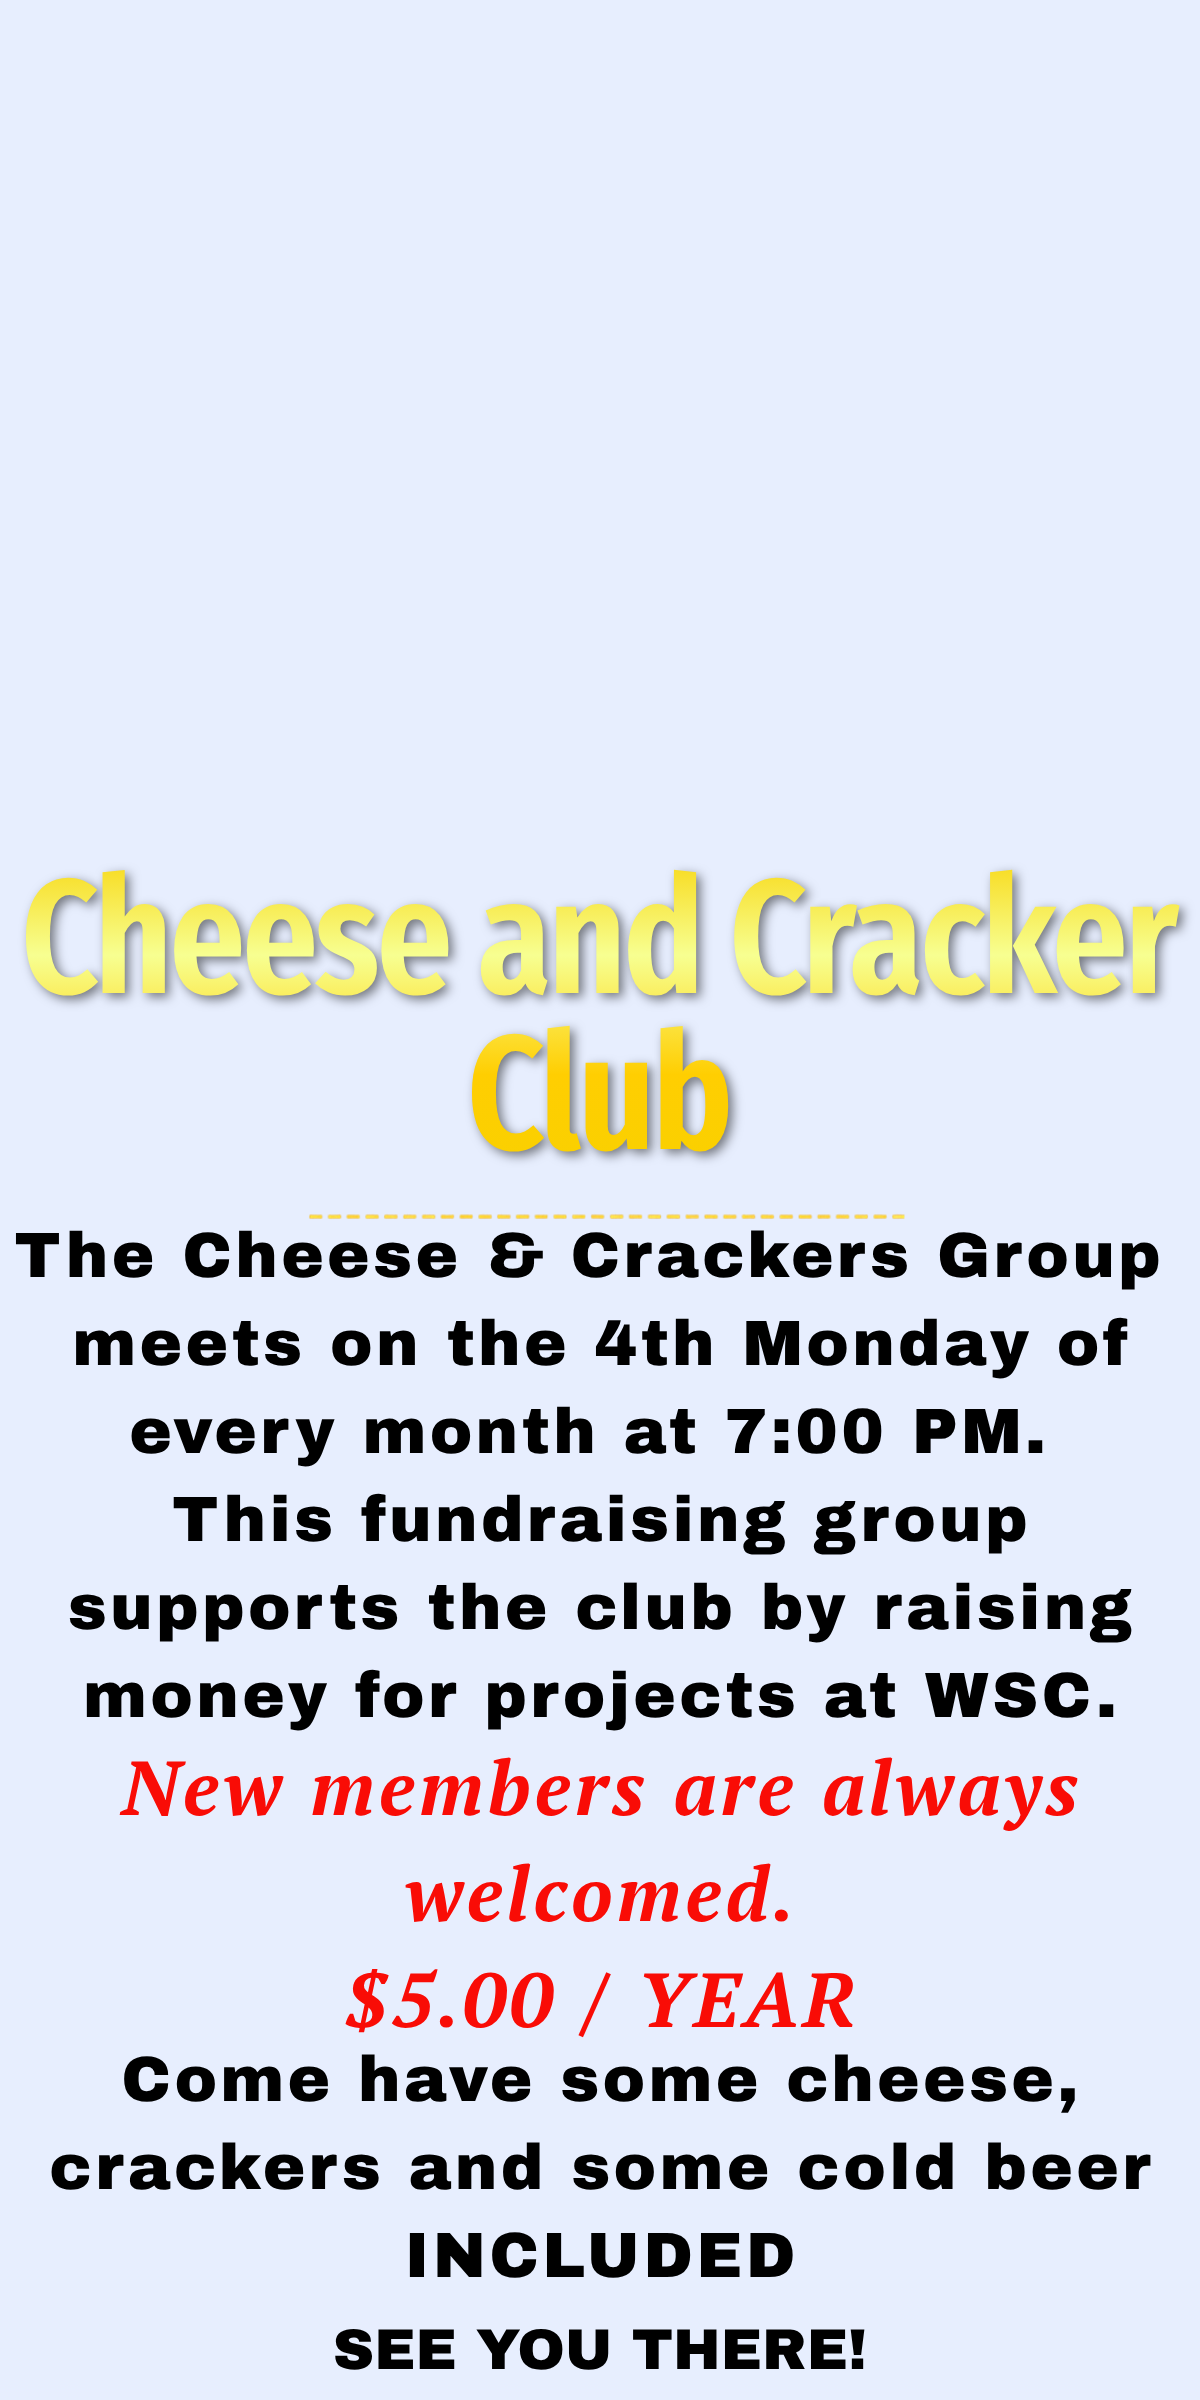 Cheese and Cracker
Club
The Cheese & Crackers Group
meets on the 4th Monday of
every month at 7:00 PM.
This fundraising group
supports the club by raising
money for projects at WSC.
New members are always
welcomed.
$5.00 / YEAR
Come have some cheese,
crackers and some cold beer
INCLUDED
SEE YOU THERE!